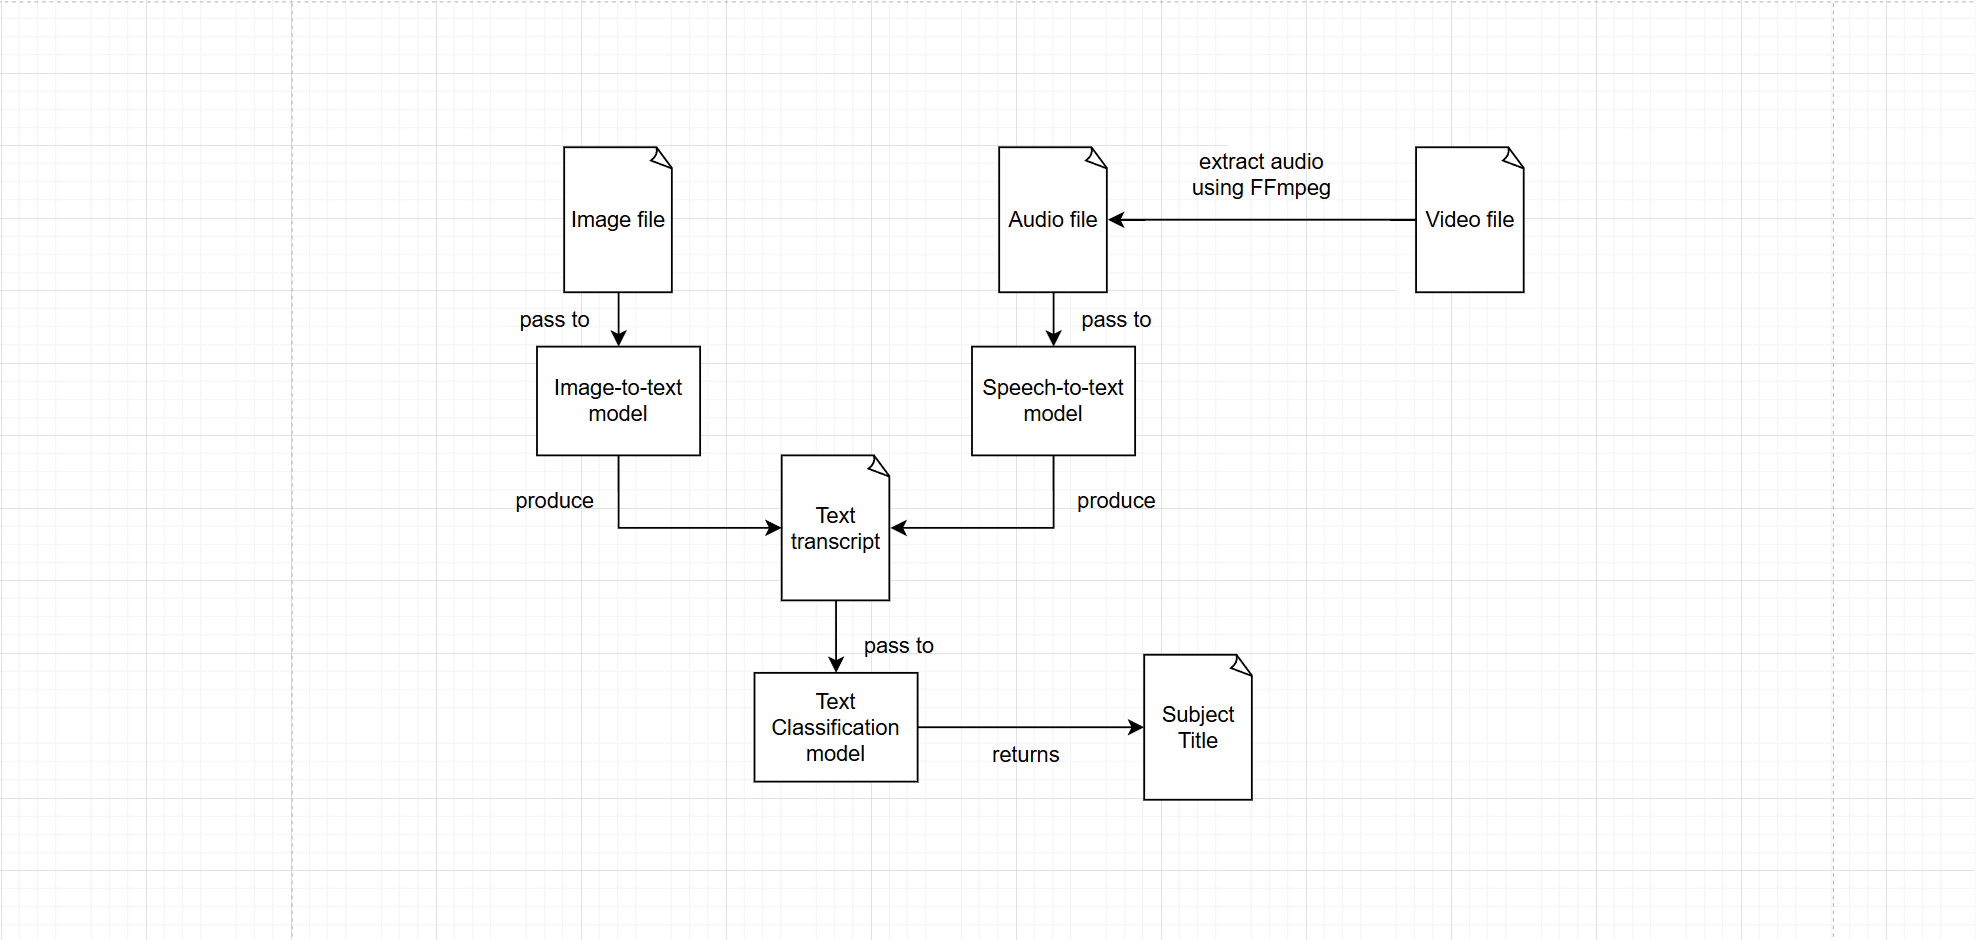 extract audio
using FFmpeg
Image file
Audio file
Video file
pass to
pass to
Image-to-text
model
Speech-to-text
model
produce
produce
Text
transcript
pass to
Text
Classification
model
returns
Subject
Title